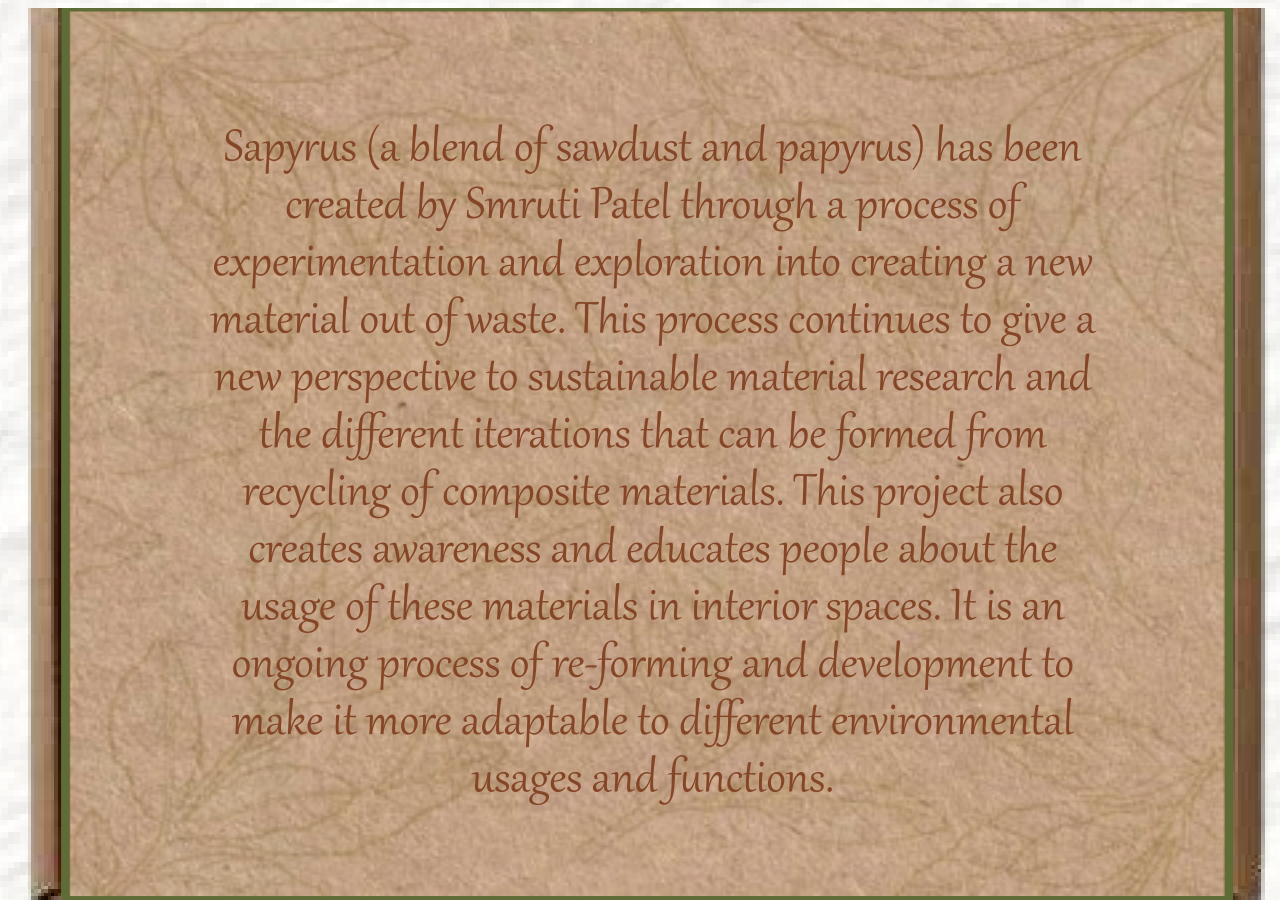 Sapyrus (a blend of sawdust and papyrus) has been
created by Smruti Patel through a process of
experimentation and exploration into creating a new
material out of waste. This process continues to give a
new perspective to sustainable material research and
the different iterations that can be formed from
recycling of composite materials. This project also
creates awareness and educates people about the
usage of these materials in interior spaces. It is an
ongoing process of re-forming and development to
make it more adaptable to different environmental
usages and functions.